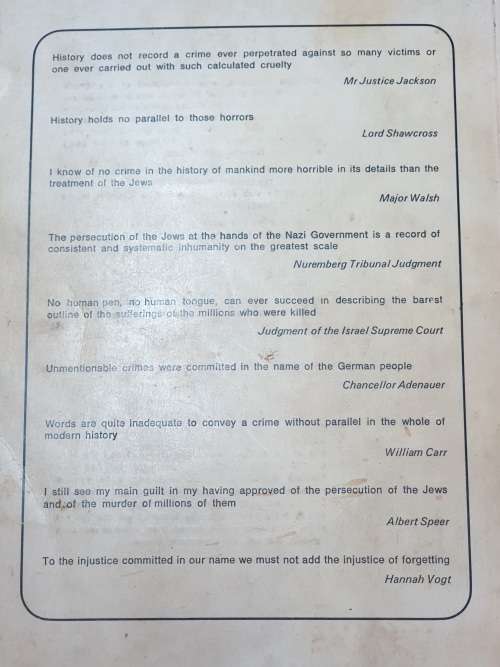 History does not record a crime ever perpetrated against so many victims or
one ever carried out with such calculated cruelty
Mr Justice Jackson
History holds no parallel to those horrors
Lord Shawcross
I know of no crime in the history of mankind more horrible in its details than the
treatment of the Jews
Major Walsh
The persecution of the Jews at the hands of the Nazi Government is a record of
consistent and systematic inhumanity on the greatest scale
Nuremberg Tribunal Judgment
No human pen, no human tongue, can ever succeed in describing the barest
outline of the sufferings of the millions who were killed
Judgment of the Israel Supreme Court
Unmentionable crimes were committed in the name of the German people
Chancellor Adenauer
Words are quite inadequate to convey a crime without parallel in the whole of
modern history
William Carr
I still see my main guilt in my having approved of the persecution of the Jews
and of the murder of millions of them
Albert Speer
To the injustice committed in our name we must not add the injustice of forgetting
Hannah Vogt